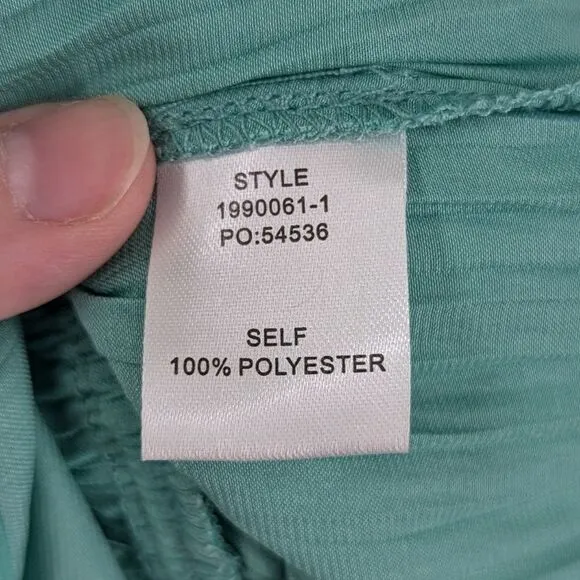 STYLE
1990061-1
PO:54536
SELF
100% POLYESTER